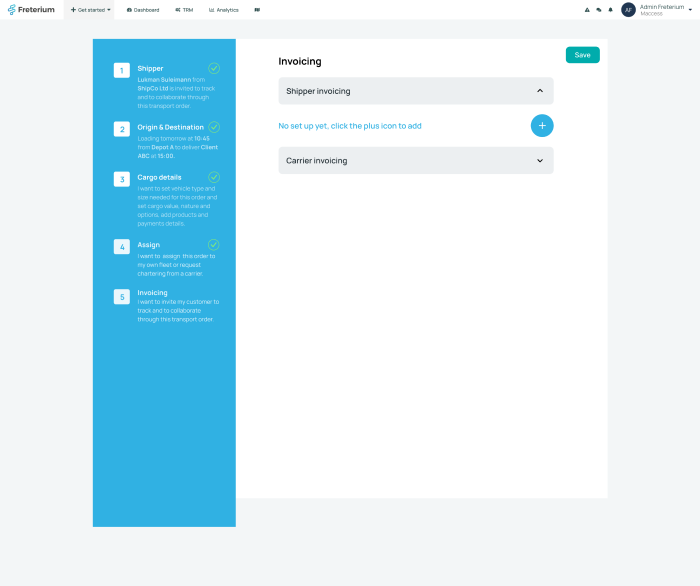 Freterium
Get started
Dashboard
TRM
Analytics
AF
Admin Freterium
Maccess
1
Shipper
Lukman Suleimann from
ShipCo Ltd is invited to track
and to collaborate through
this transport order.
2
Origin & Destination
Loading tomorrow at 10:45
from Depot A to deliver Client
ABC at 15:00.
3
Cargo details
I want to set vehicle type and
size needed for this order and
set cargo value, nature and
options, add products and
payments details.
4
Assign
I want to assign this order to
my own fleet or request
chartering from a carrier.
5
Invoicing
I want to invite my customer to
track and to collaborate
through this transport order.
Save
Invoicing
Shipper invoicing
No set up yet, click the plus icon to add
Carrier invoicing